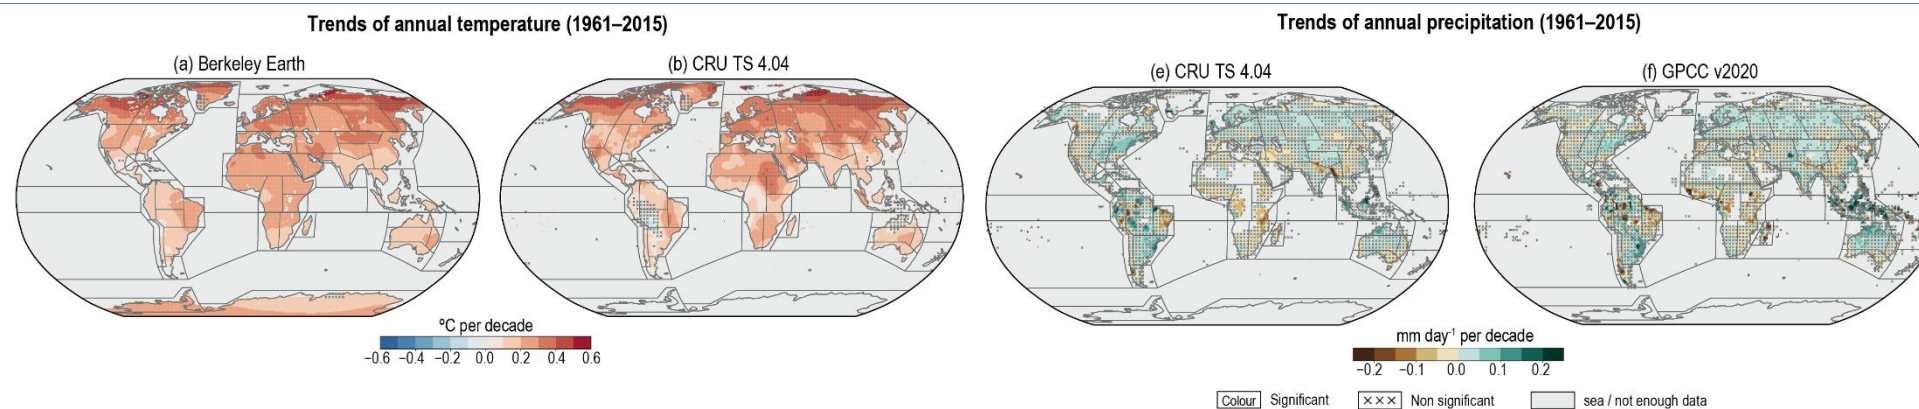 Trends of annual temperature (1961–2015)
Trends of annual precipitation (1961–2015)
(a) Berkeley Earth
(b) CRU TS 4.04
(e) CRU TS 4.04
(f) GPCC v2020
°C per decade
−0.6 −0.4 −0.2 0.0 0.2 0.4 0.6
mm day⁻¹ per decade
−0.2 −0.1 0.0 0.1 0.2
Colour Significant
××× Non significant
sea / not enough data